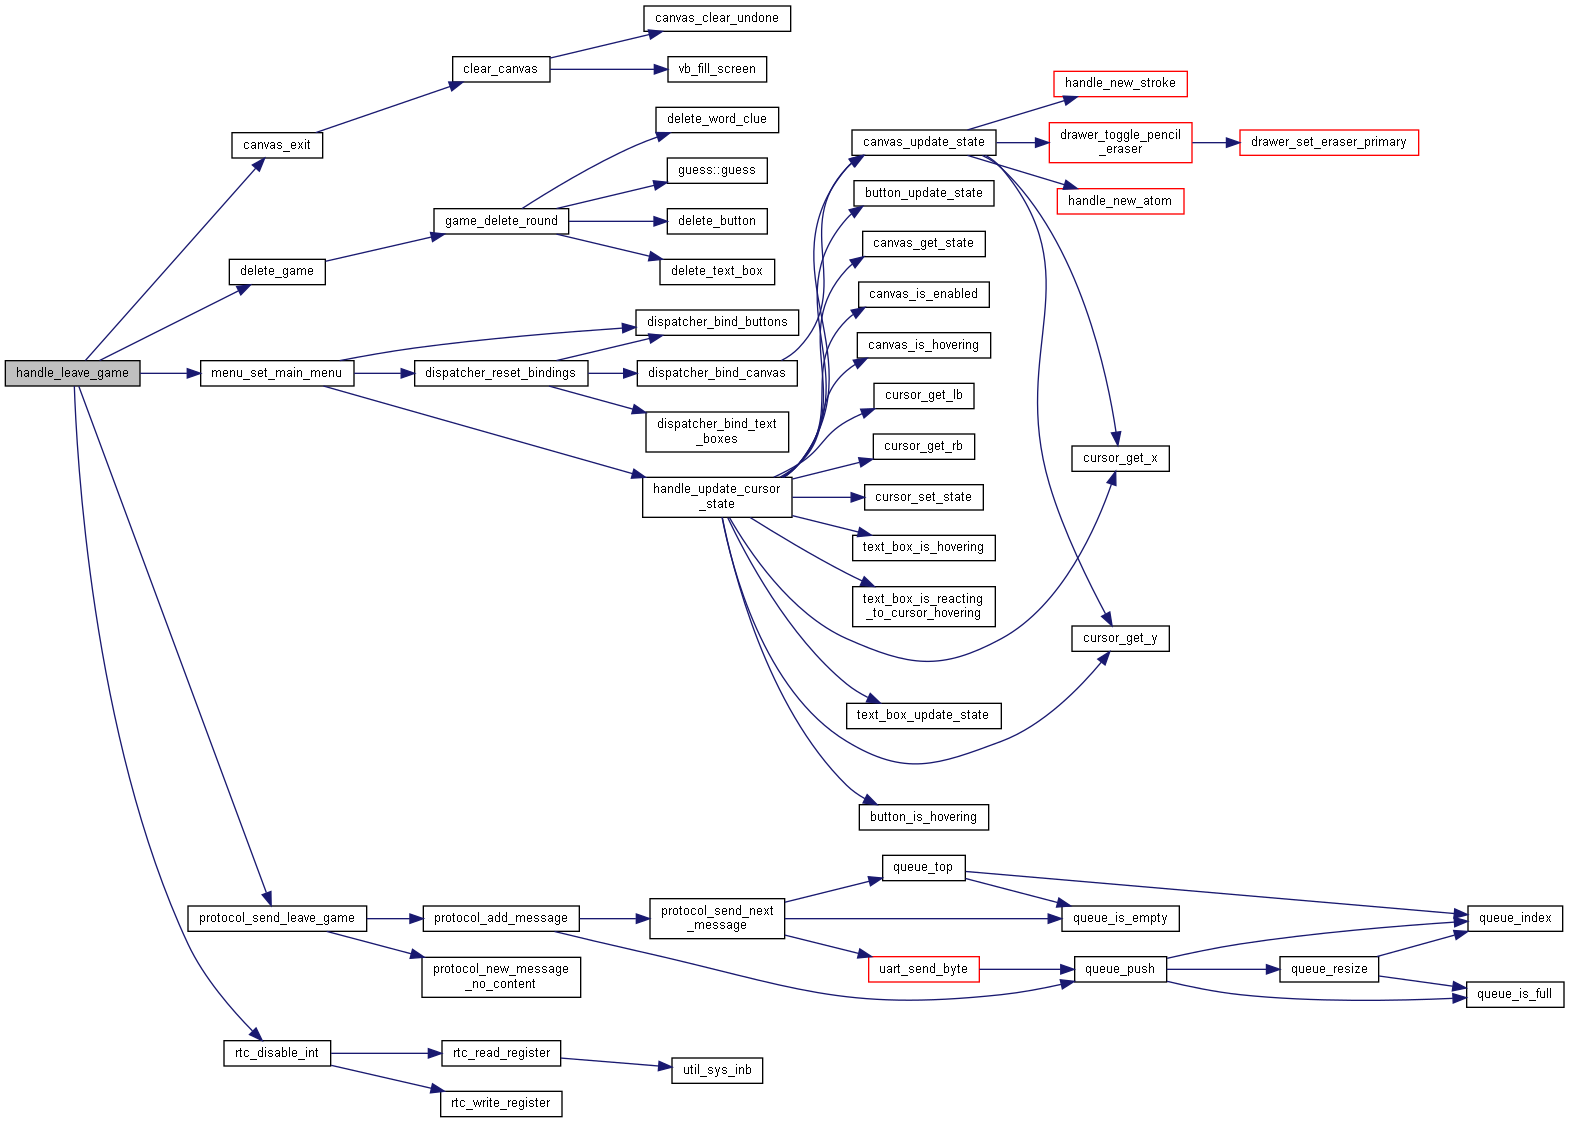 canvas_clear_undone
clear_canvas
vb_fill_screen
handle_new_stroke
delete_word_clue
canvas_exit
canvas_update_state
drawer_toggle_pencil
_eraser
drawer_set_eraser_primary
guess::guess
button_update_state
handle_new_atom
game_delete_round
delete_button
canvas_get_state
delete_game
delete_text_box
canvas_is_enabled
dispatcher_bind_buttons
canvas_is_hovering
handle_leave_game
menu_set_main_menu
dispatcher_reset_bindings
dispatcher_bind_canvas
cursor_get_lb
dispatcher_bind_text
_boxes
cursor_get_rb
cursor_get_x
handle_update_cursor
_state
cursor_set_state
text_box_is_hovering
text_box_is_reacting
_to_cursor_hovering
cursor_get_y
text_box_update_state
button_is_hovering
queue_top
protocol_send_leave_game
protocol_add_message
protocol_send_next
_message
queue_is_empty
queue_index
protocol_new_message
_no_content
uart_send_byte
queue_push
queue_resize
queue_is_full
rtc_disable_int
rtc_read_register
util_sys_inb
rtc_write_register